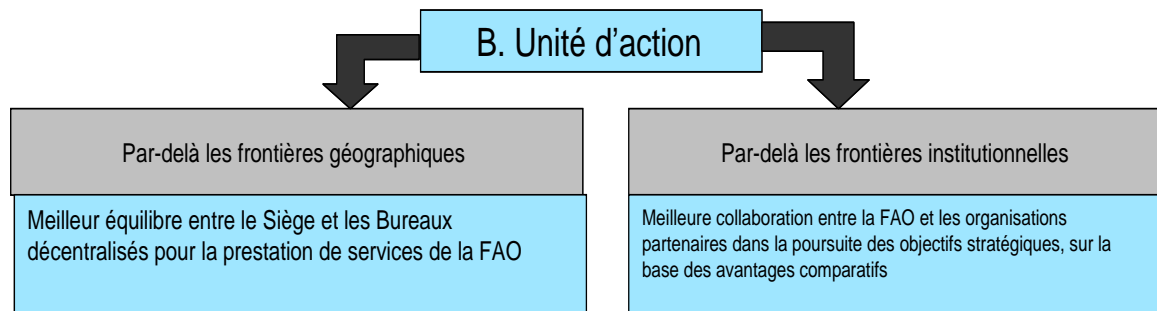 B. Unité d’action
Par-delà les frontières géographiques
Meilleur équilibre entre le Siège et les Bureaux
décentralisés pour la prestation de services de la FAO
Par-delà les frontières institutionnelles
Meilleure collaboration entre la FAO et les organisations
partenaires dans la poursuite des objectifs stratégiques, sur la
base des avantages comparatifs